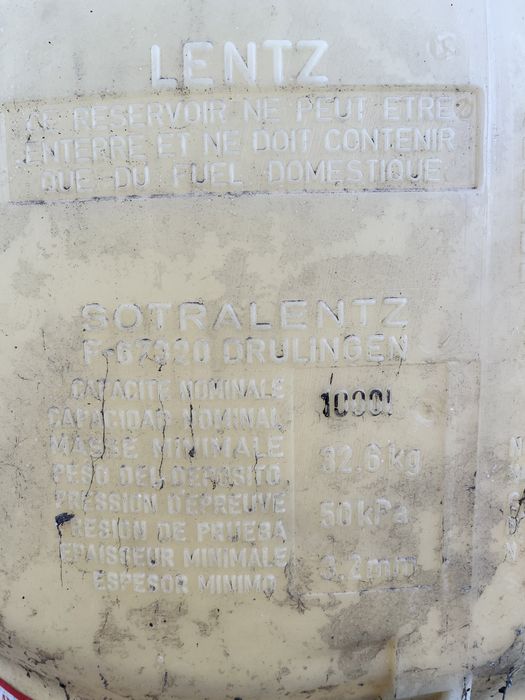 LENTZ
CE RESERVOIR NE PEUT ETRE
ENTERRE ET NE DOIT CONTENIR
QUE DU FUEL DOMESTIQUE
SOTRALENTZ
F-67320 DRULINGEN
CAPACITE NOMINALE 1000l
CAPACIDAD NOMINAL
MASSE MINIMALE 32.6kg
PESO DEL DEPOSITO
PRESSION D'EPREUVE 50kPa
PRESION DE PRUEBA
EPAISSEUR MINIMALE 3,2mm
ESPESOR MINIMO